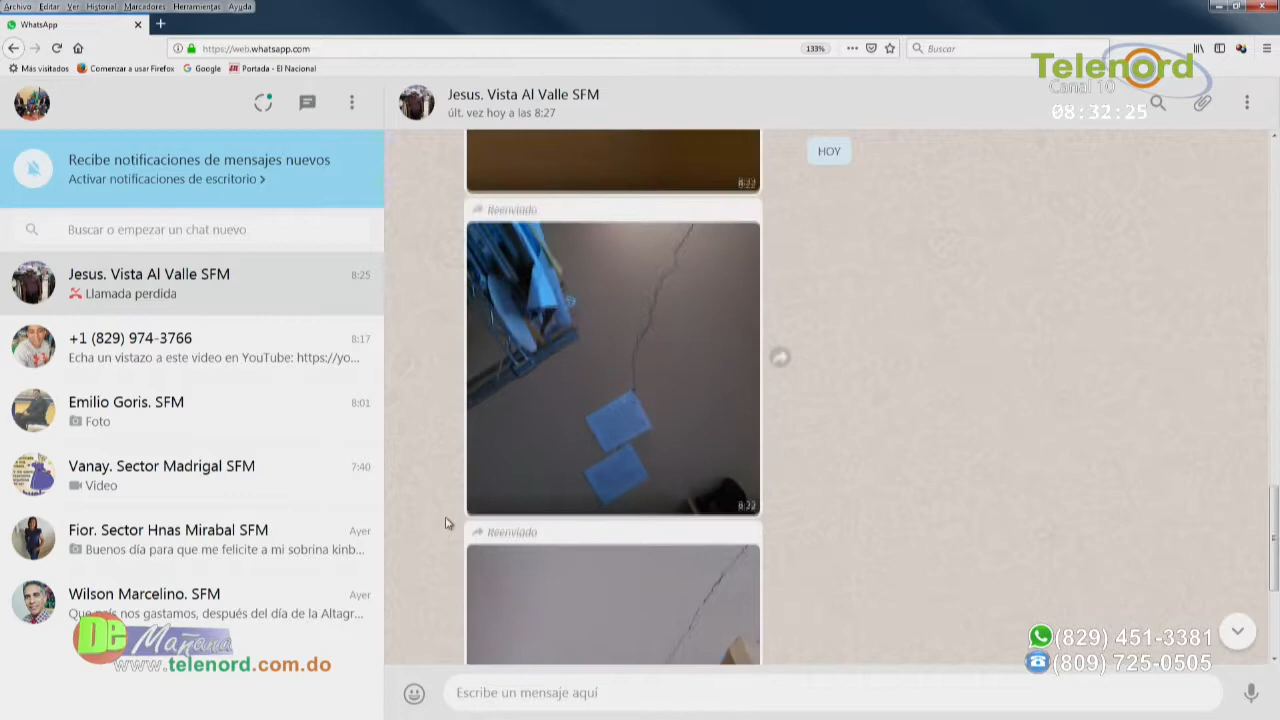 Archivo Editar Ver Historial Marcadores Herramientas Ayuda
WhatsApp
https://web.whatsapp.com
133%
Buscar
Más visitados Comenzar a usar Firefox Google Portada - El Nacional
Telenord
Canal 10
08:32:25
Jesus. Vista Al Valle SFM
últ. vez hoy a las 8:27
Recibe notificaciones de mensajes nuevos
Activar notificaciones de escritorio
Buscar o empezar un chat nuevo
Jesus. Vista Al Valle SFM 8:25
Llamada perdida
+1 (829) 974-3766 8:17
Echa un vistazo a este video en YouTube: https://yo...
Emilio Goris. SFM 8:01
Foto
Vanay. Sector Madrigal SFM 7:40
Video
Fior. Sector Hnas Mirabal SFM Ayer
Buenos día para que me felicite a mi sobrina kinb...
Wilson Marcelino. SFM Ayer
Que país nos gastamos, después del día de la Altagr...
HOY
Reenviado
Reenviado
De Mañana
www.telenord.com.do
(829) 451-3381
(809) 725-0505
Escribe un mensaje aquí